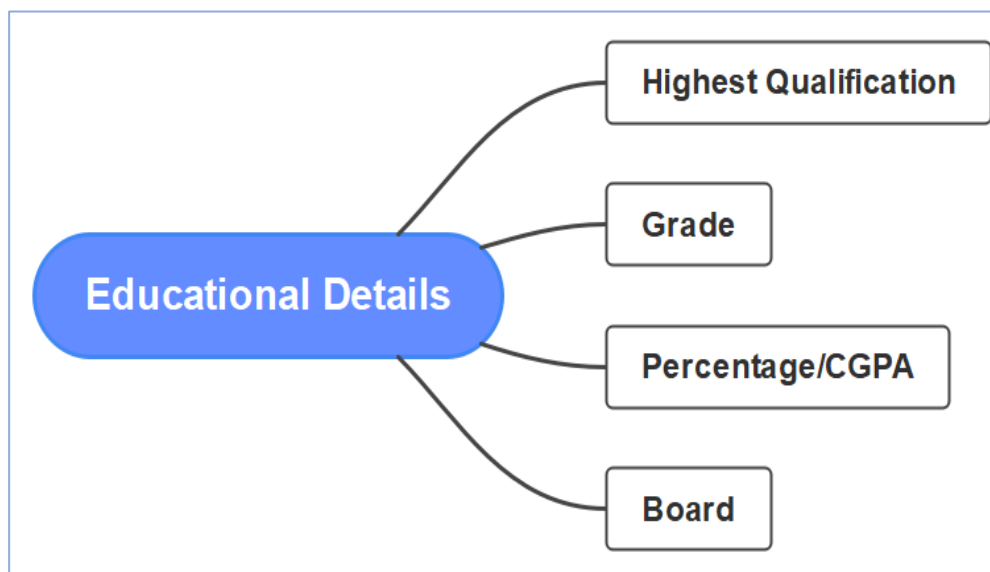 Highest Qualification
Grade
Educational Details
Percentage/CGPA
Board